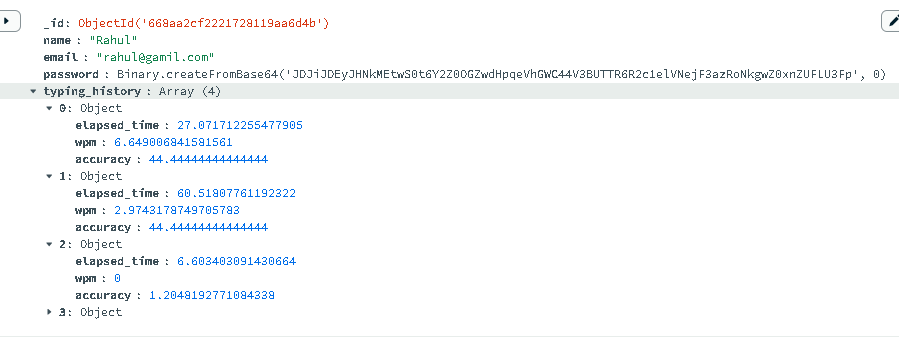 _id: ObjectId('668aa2cf2221728119aa6d4b')
name : "Rahul"
email : "rahul@gamil.com"
password : Binary.createFromBase64('JDJiJDEyJHNkMEtwS0t6Y2Z0OGZwdHpqeVhGWC44V3BUTTR6R2c1elVNejF3azRoNkgwZ0xnZUFLU3Fp', 0)
typing_history : Array (4)
0: Object
elapsed_time : 27.071712255477905
wpm : 6.649006841581561
accuracy : 44.44444444444444
1: Object
elapsed_time : 60.51807761192322
wpm : 2.9743178749705783
accuracy : 44.44444444444444
2: Object
elapsed_time : 6.603403091430664
wpm : 0
accuracy : 1.2048192771084338
3: Object